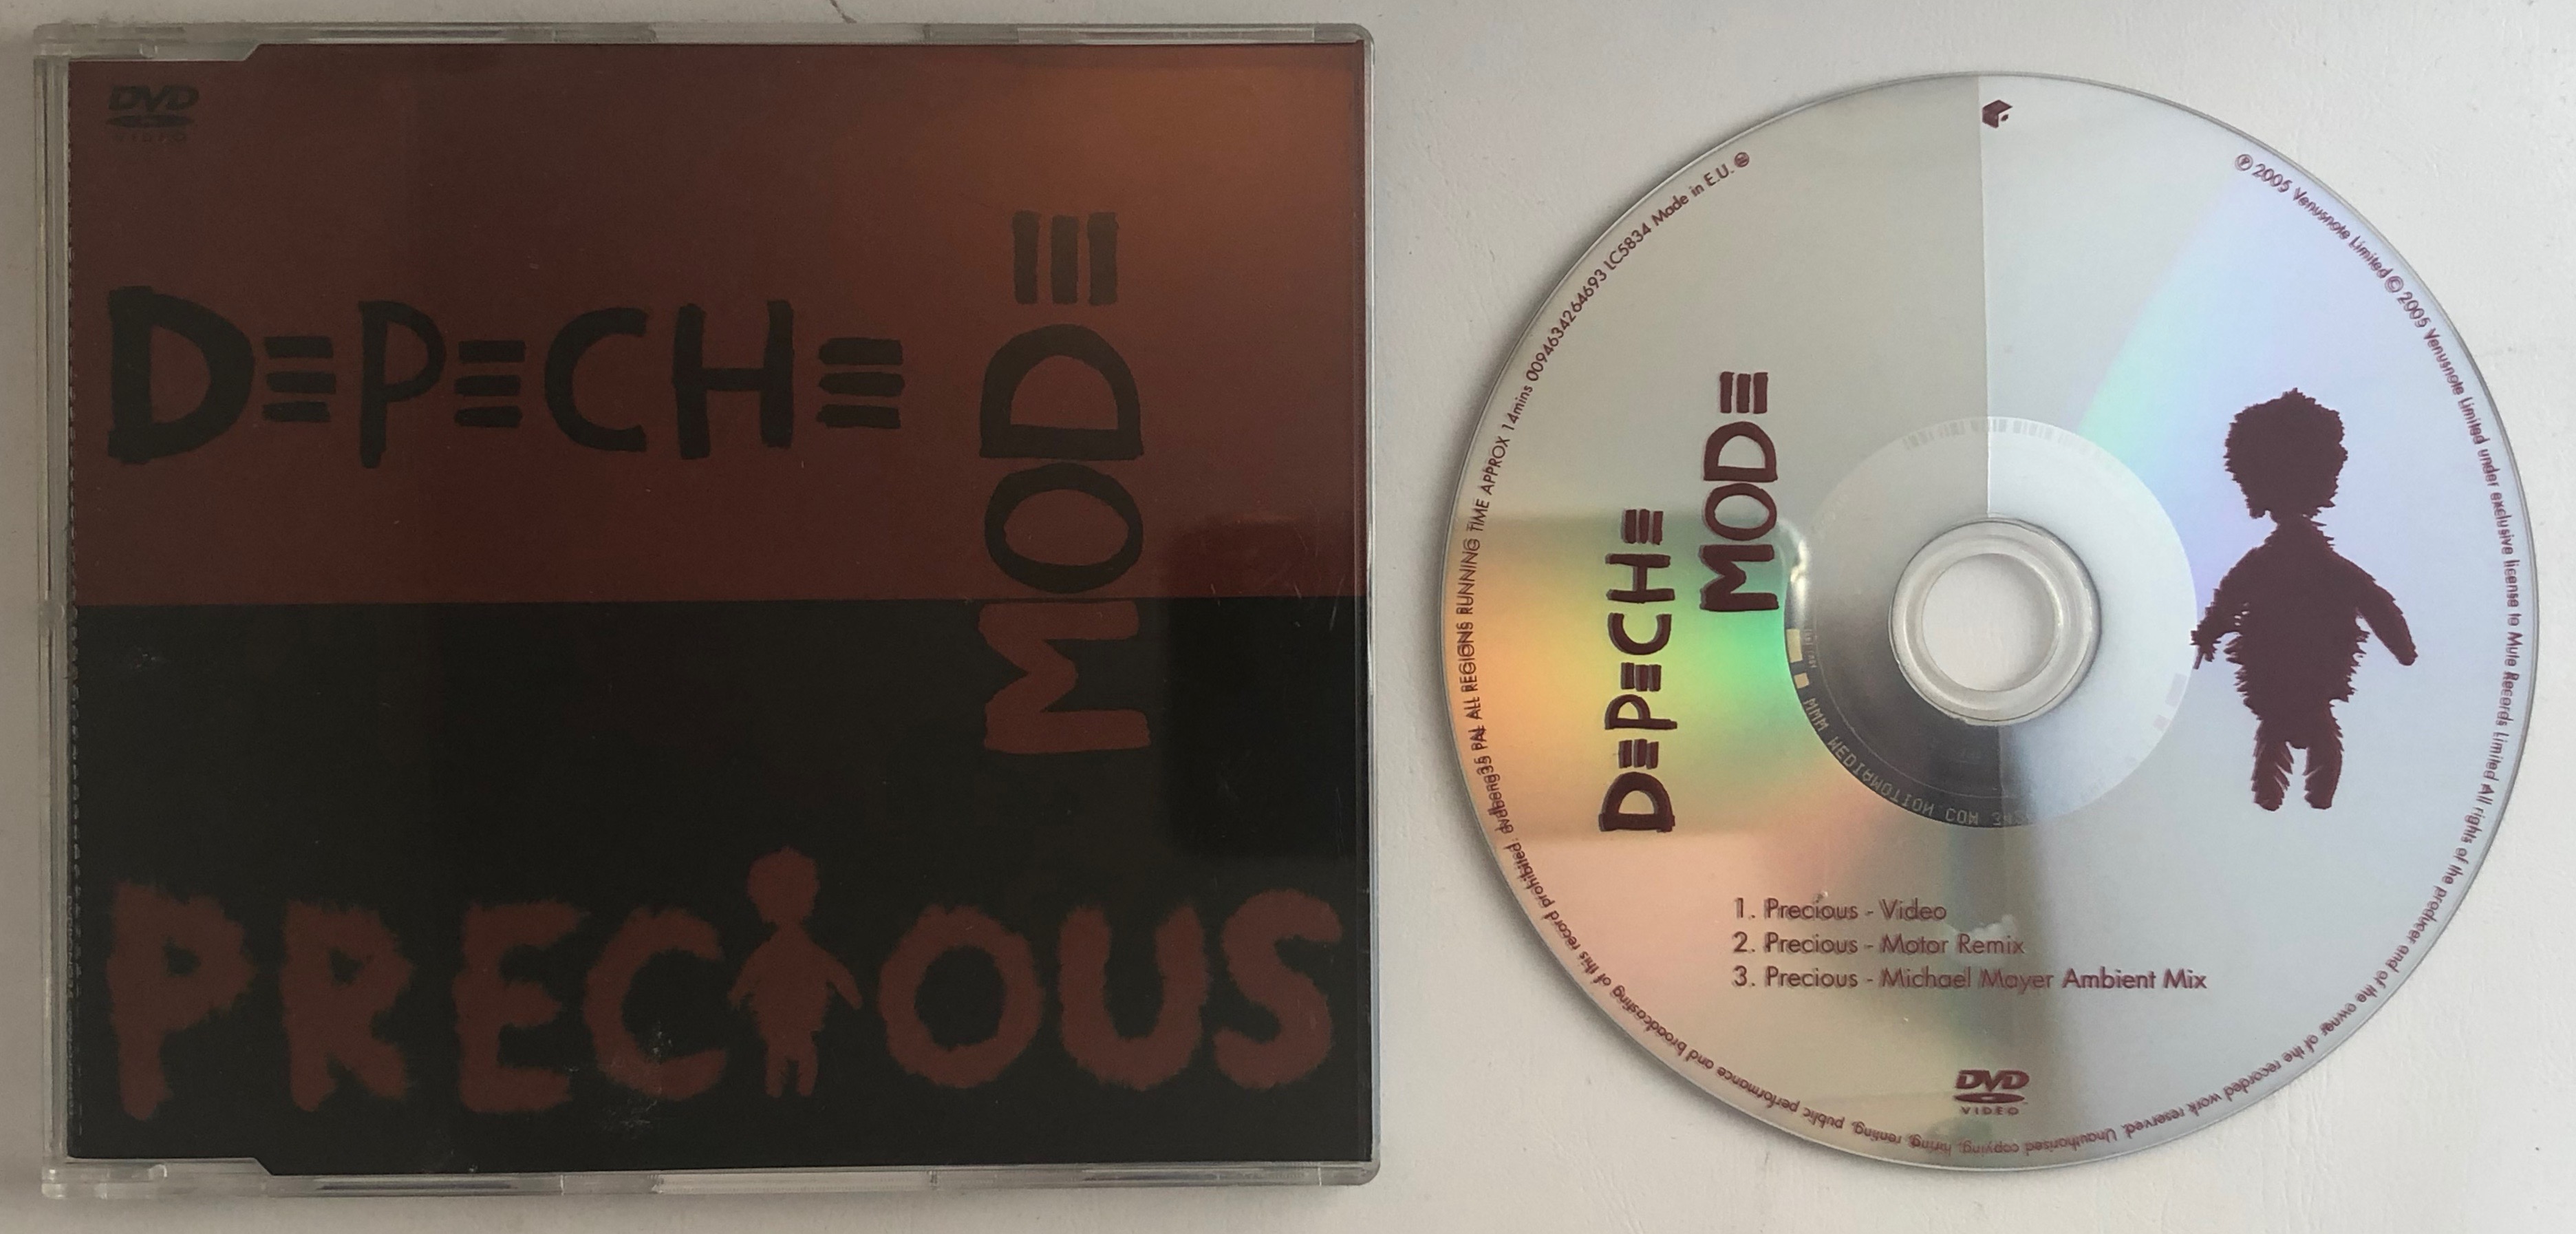 DVD
VIDEO
DEPECHE
MODE
PRECIOUS
DEPECHE
MODE
1. Precious - Video
2. Precious - Motor Remix
3. Precious - Michael Mayer Ambient Mix
DVD
VIDEO
℗ 2005 Venusnote Limited © 2005 Venusnote Limited under exclusive license to Mute Records Limited All rights of the producer and of the owner of the recorded work reserved. Unauthorised copying, hiring, renting, public performance and broadcasting of this record prohibited. PAL ALL REGIONS RUNNING TIME APPROX 14mins 0094634264693 LC5834 Made in E.U.
MEDIAMOTION COM